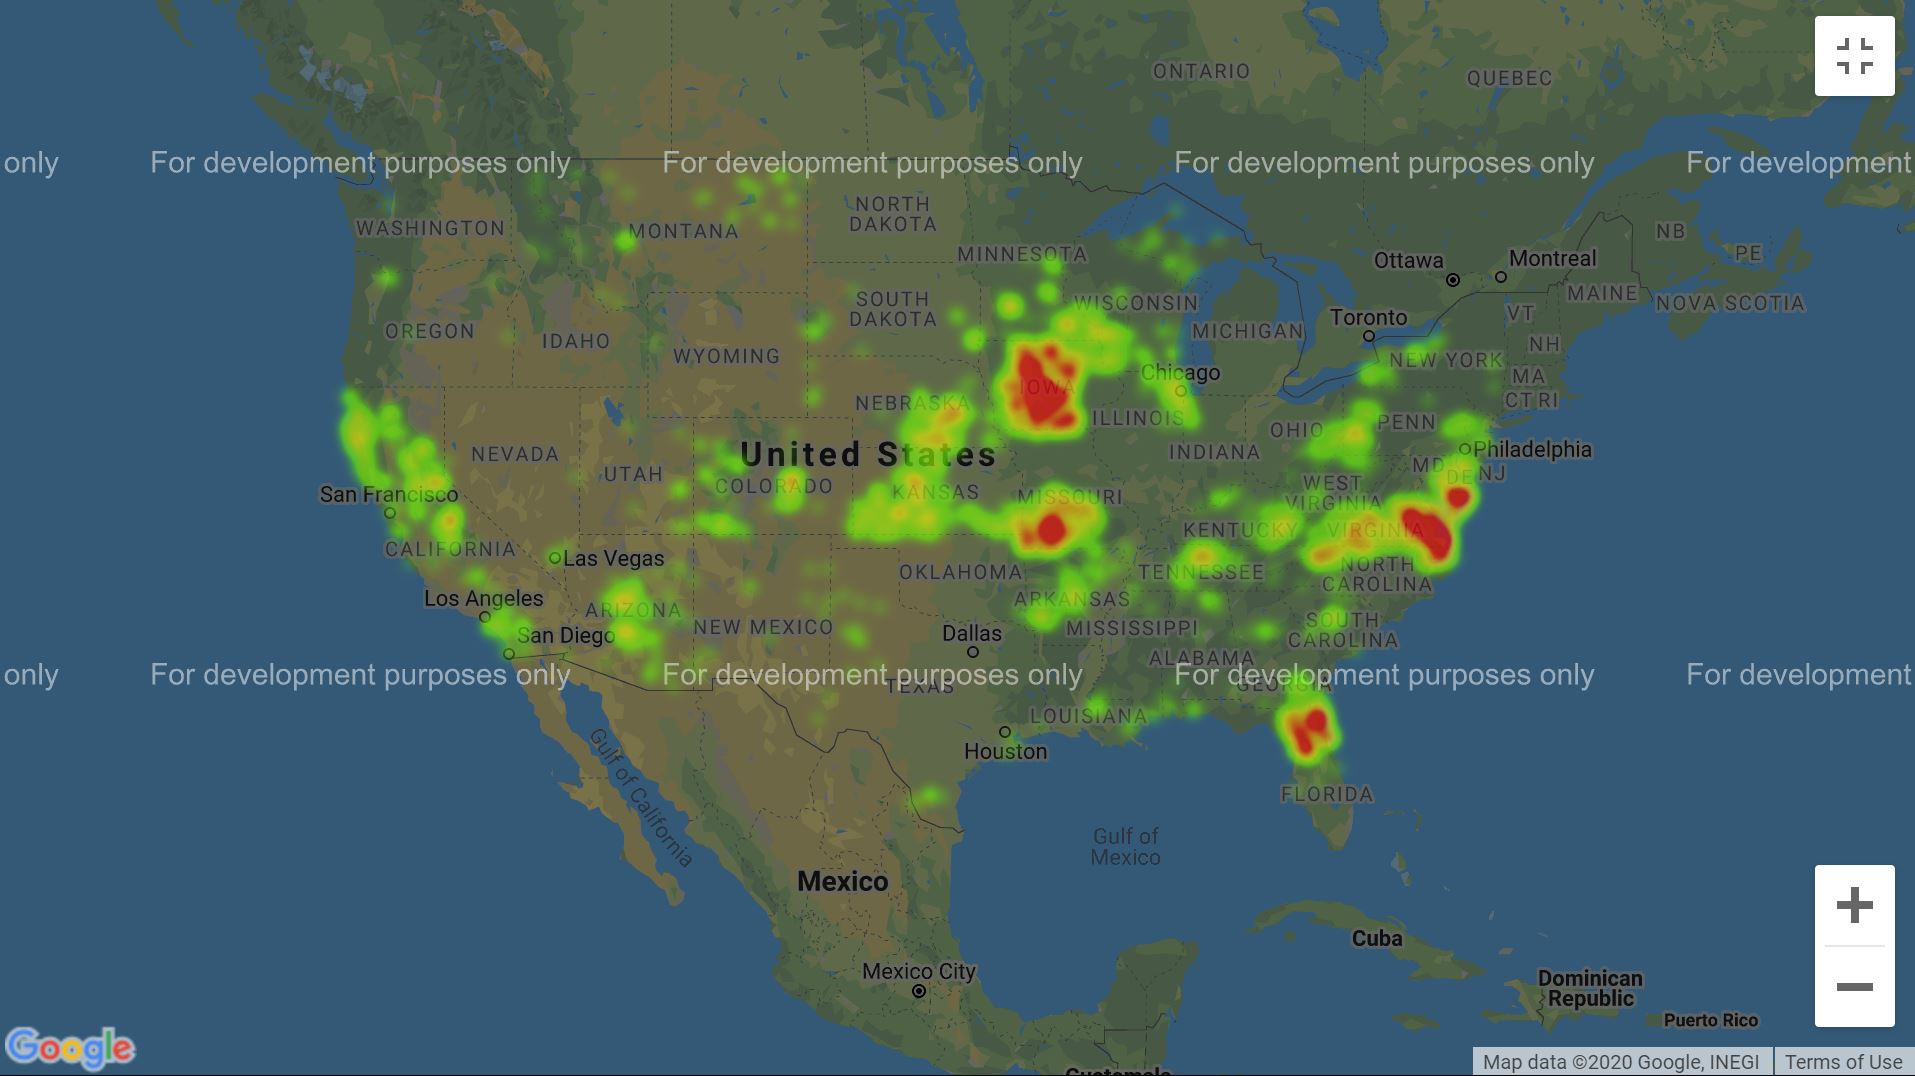 ONTARIO
QUEBEC
only
For development purposes only
For development purposes only
For development purposes only
For development
WASHINGTON
MONTANA
NORTH
DAKOTA
MINNESOTA
Ottawa
Montreal
NB
PE
SOUTH
DAKOTA
WISCONSIN
MICHIGAN
Toronto
VT
MAINE
NOVA SCOTIA
OREGON
IDAHO
WYOMING
NH
NEW YORK
Chicago
MA
CT RI
IOWA
NEBRASKA
ILLINOIS
OHIO
PENN
NEVADA
United States
INDIANA
Philadelphia
MD
DE NJ
UTAH
COLORADO
KANSAS
MISSOURI
WEST
VIRGINIA
San Francisco
KENTUCKY
VIRGINIA
CALIFORNIA
Las Vegas
OKLAHOMA
TENNESSEE
NORTH
CAROLINA
Los Angeles
ARIZONA
ARKANSAS
San Diego
NEW MEXICO
Dallas
MISSISSIPPI
SOUTH
CAROLINA
ALABAMA
only
For development purposes only
For development purposes only
For development purposes only
For development
TEXAS
GEORGIA
LOUISIANA
Houston
Gulf of California
FLORIDA
Gulf of
Mexico
Mexico
Cuba
Mexico City
Dominican
Republic
Puerto Rico
Google
Map data ©2020 Google, INEGI
Terms of Use
Guatemala